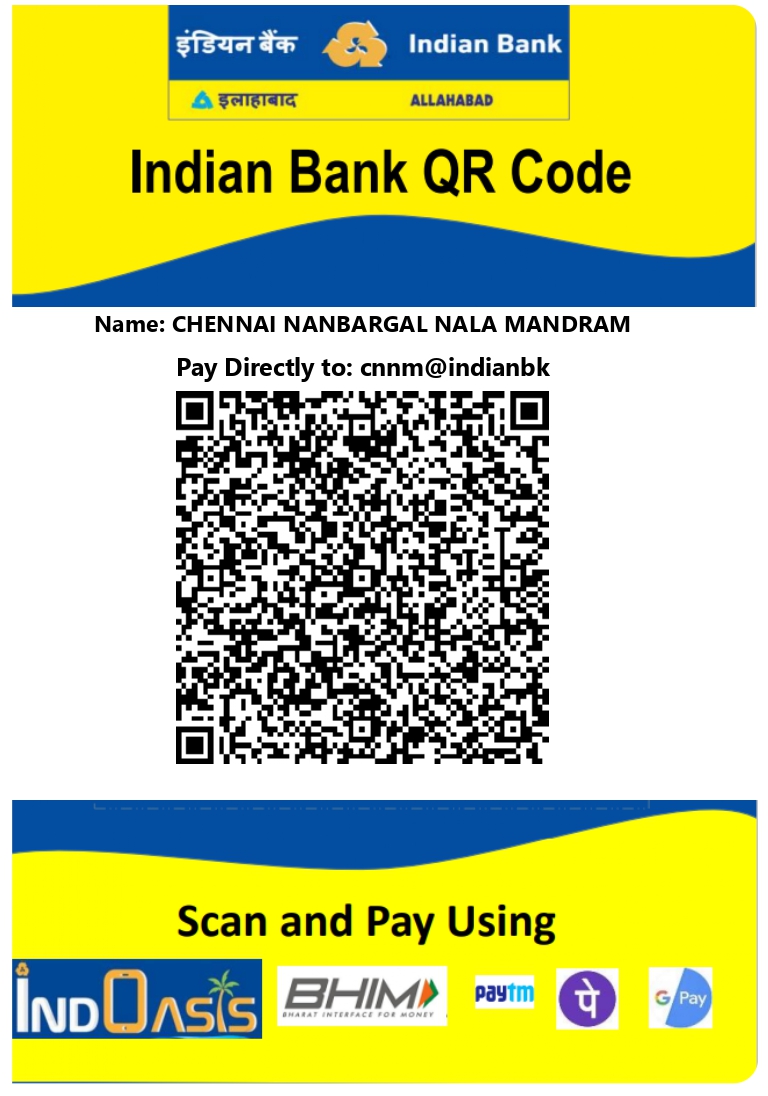 इंडियन बैंक Indian Bank
इलाहाबाद ALLAHABAD
Indian Bank QR Code
Name: CHENNAI NANBARGAL NALA MANDRAM
Pay Directly to: cnnm@indianbk
Scan and Pay Using
INDOASIS
BHIM
BHARAT INTERFACE FOR MONEY
paytm
पे
G Pay